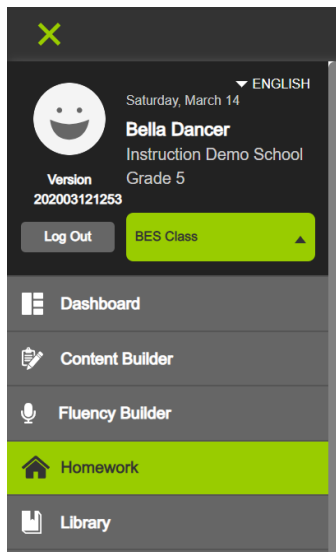 ENGLISH
Saturday, March 14
Bella Dancer
Instruction Demo School
Grade 5
Version
202003121253
Log Out
BES Class
Dashboard
Content Builder
Fluency Builder
Homework
Library